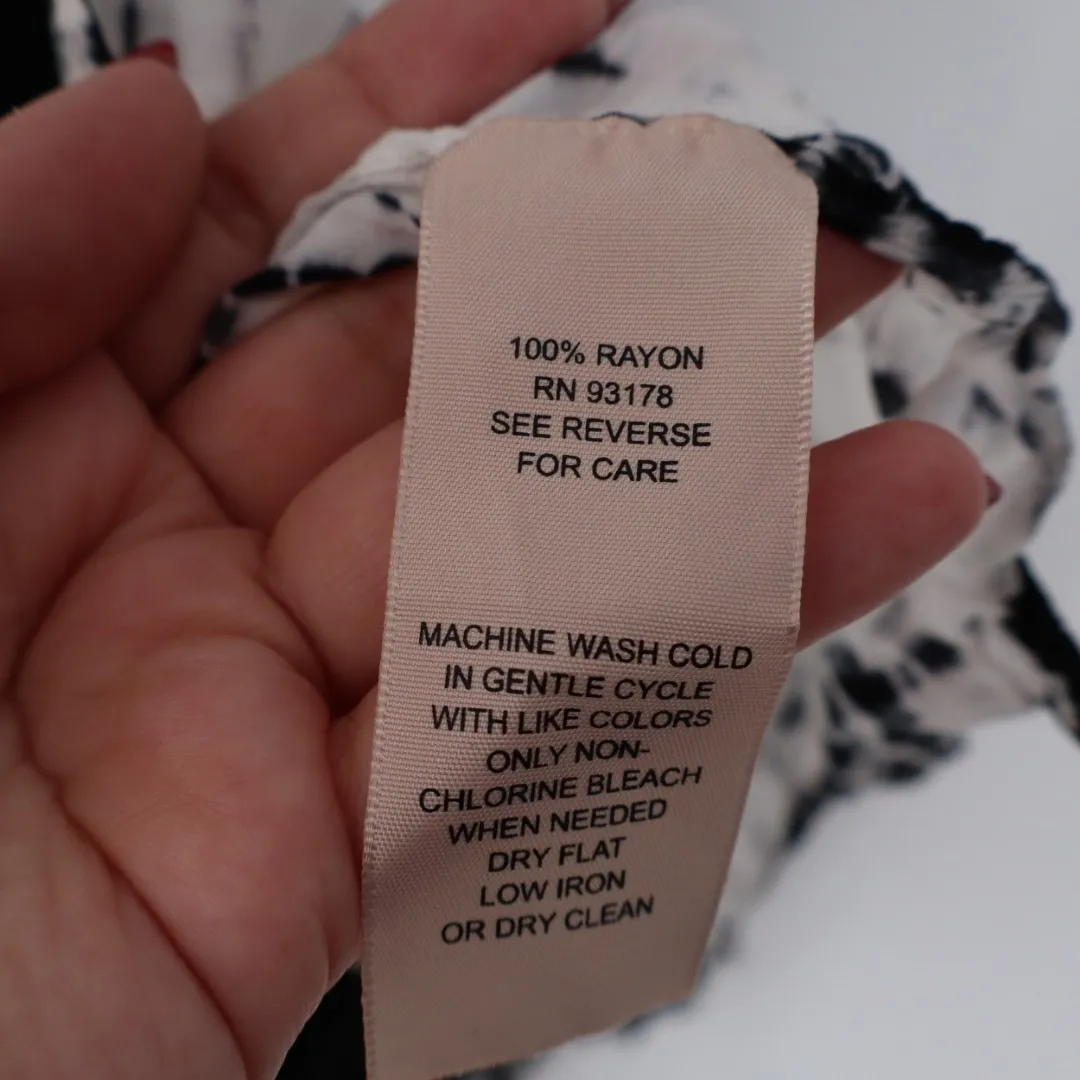 100% RAYON
RN 93178
SEE REVERSE
FOR CARE
MACHINE WASH COLD
IN GENTLE CYCLE
WITH LIKE COLORS
ONLY NON-
CHLORINE BLEACH
WHEN NEEDED
DRY FLAT
LOW IRON
OR DRY CLEAN